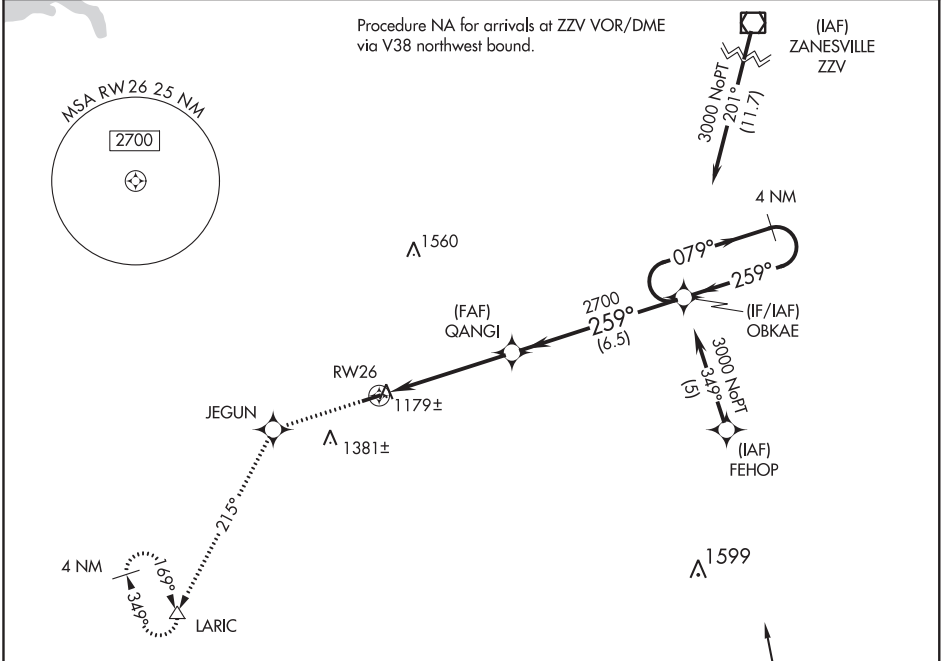 Procedure NA for arrivals at ZZV VOR/DME
via V38 northwest bound.
(IAF)
ZANESVILLE
ZZV
3000 NoPT
201°
(11.7)
MSA RW26 25 NM
2700
4 NM
079°
259°
1560
(IF/IAF)
OBKAE
2700
259°
(6.5)
(FAF)
QANGI
RW26
1179±
3000 NoPT
349°
(5)
JEGUN
1381±
(IAF)
FEHOP
215°
1599
4 NM
169°
349°
LARIC